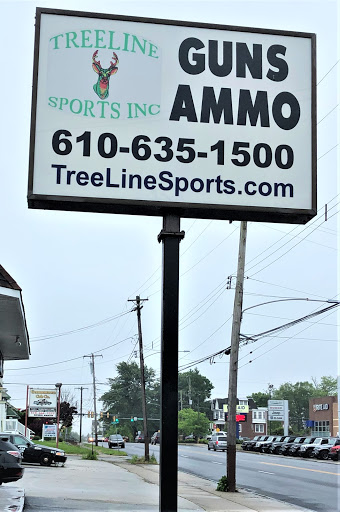 TREELINE
SPORTS INC
GUNS
AMMO
610-635-1500
TreeLineSports.com